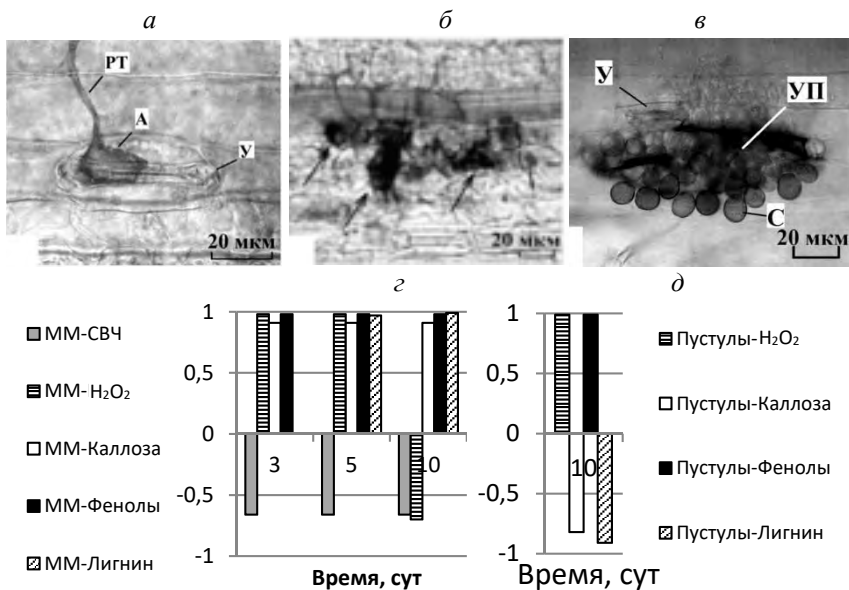 а
б
в
РТ
А
У
20 мкм
У
УП
С
20 мкм
г
д
ММ-СВЧ
ММ-H₂O₂
ММ-Каллоза
ММ-Фенолы
ММ-Лигнин
1
0,5
0
-0,5
-1
3
5
10
Время, сут
1
0,5
0
-0,5
-1
10
Время, сут
Пустулы-H₂O₂
Пустулы-Каллоза
Пустулы-Фенолы
Пустулы-Лигнин